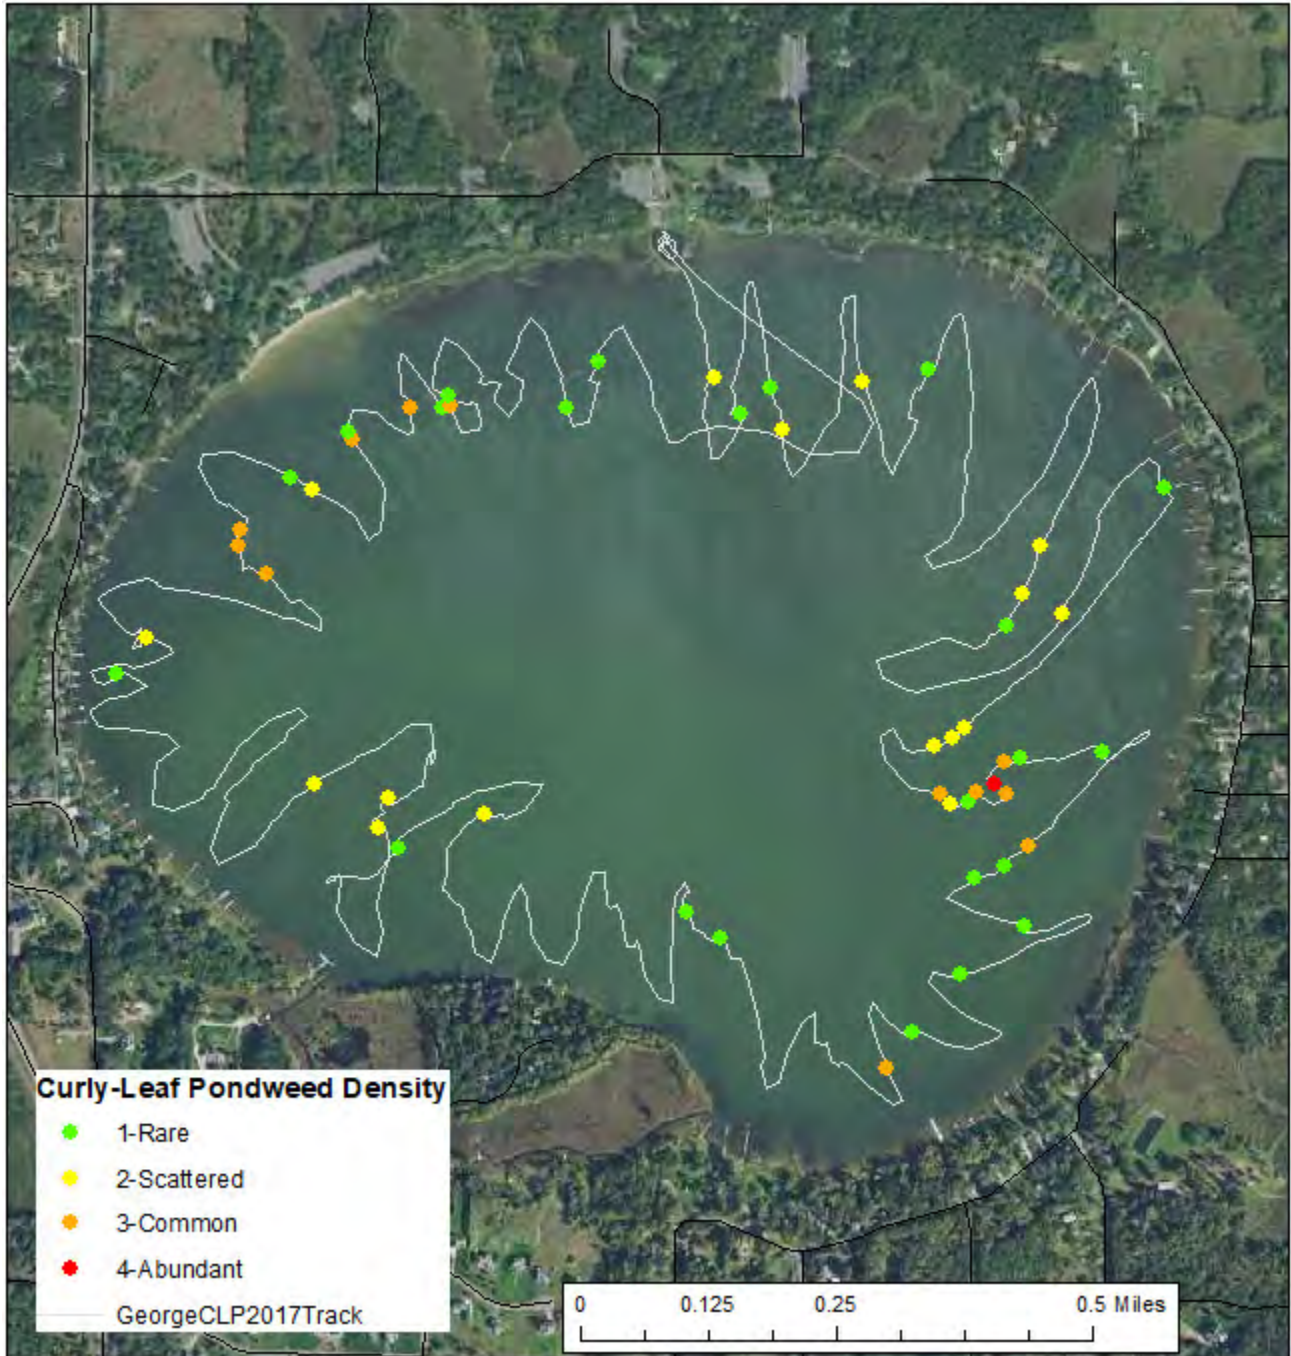 Curly-Leaf Pondweed Density
1-Rare
2-Scattered
3-Common
4-Abundant
GeorgeCLP2017Track
0 0.125 0.25 0.5 Miles